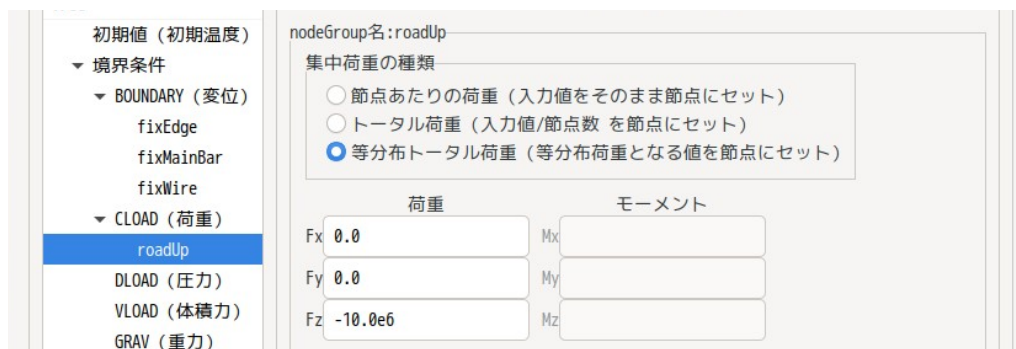 初期値（初期温度）
境界条件
BOUNDARY（変位）
fixEdge
fixMainBar
fixWire
CLOAD（荷重）
roadUp
DLOAD（圧力）
VLOAD（体積力）
GRAV（重力）
nodeGroup名:roadUp
集中荷重の種類
節点あたりの荷重（入力値をそのまま節点にセット）
トータル荷重（入力値/節点数 を節点にセット）
等分布トータル荷重（等分布荷重となる値を節点にセット）
荷重 モーメント
Fx 0.0 Mx
Fy 0.0 My
Fz -10.0e6 Mz